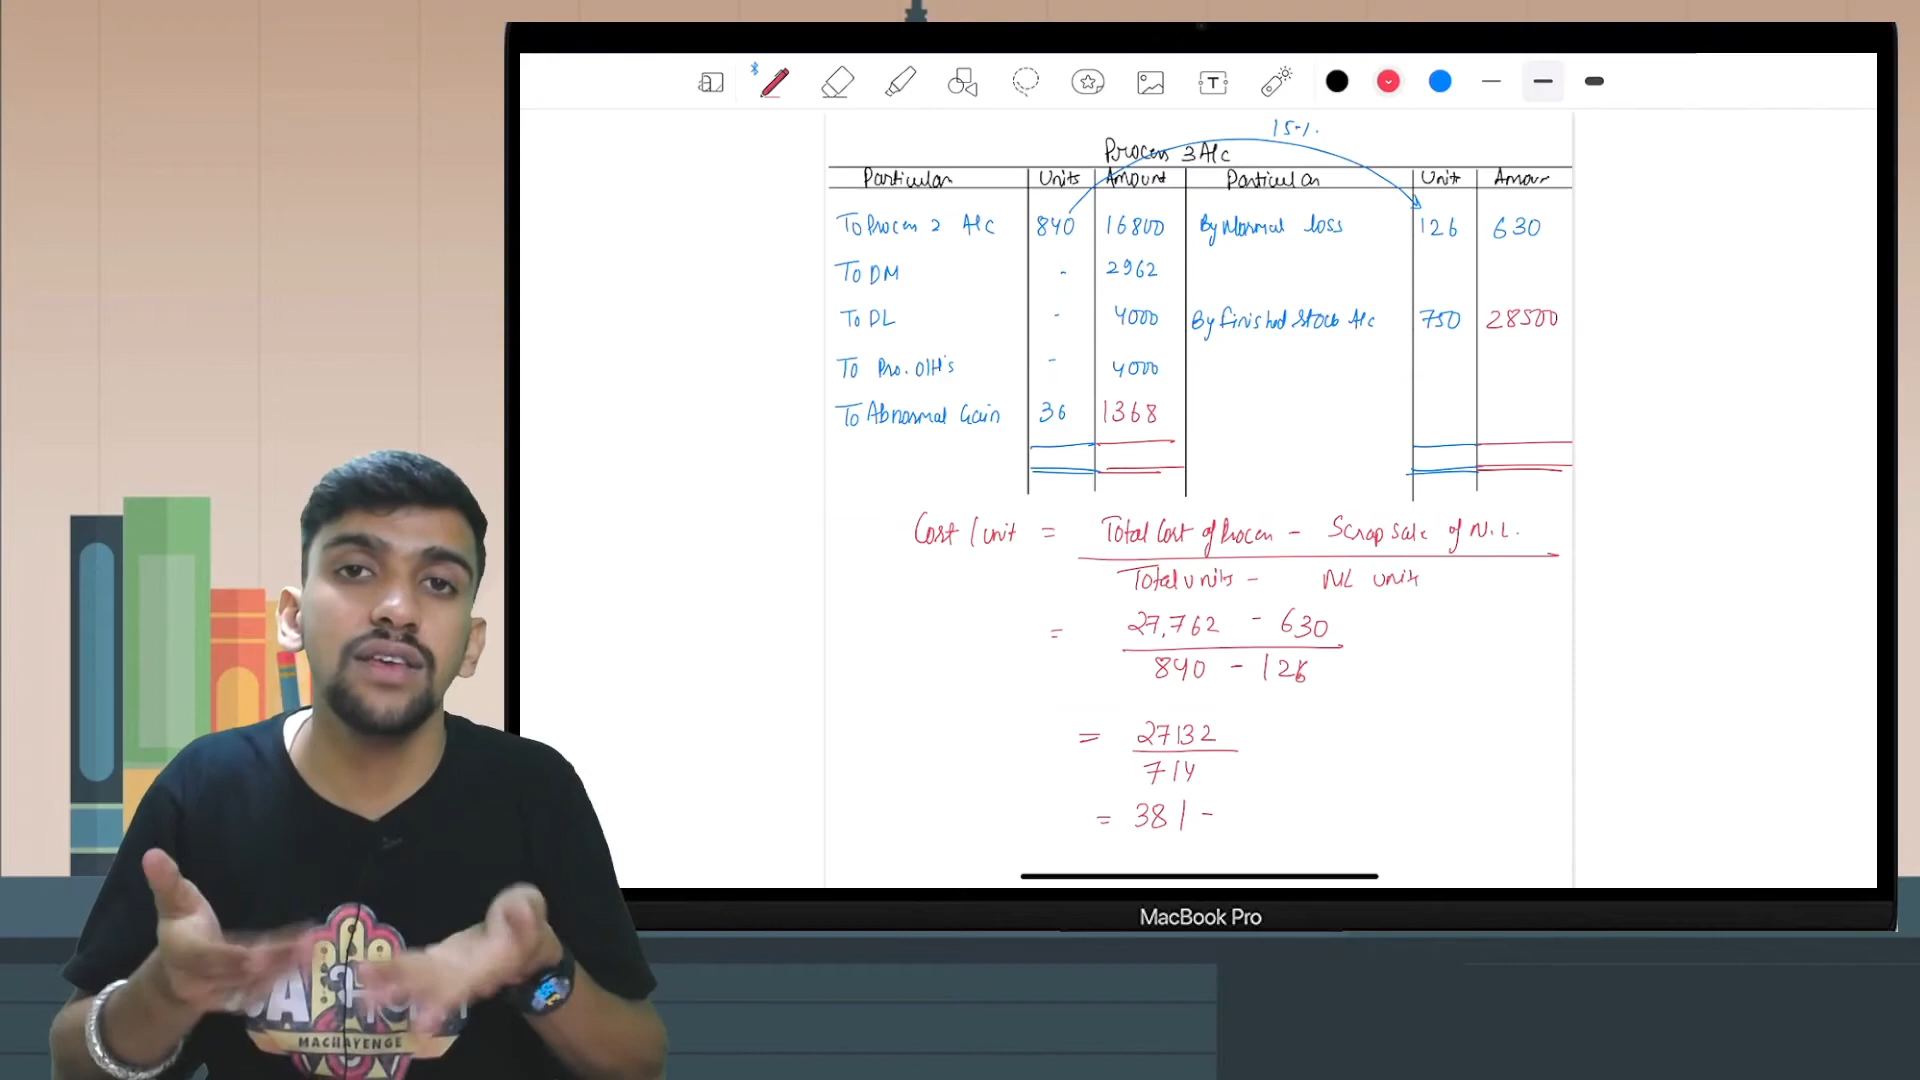 15%.
Process 3 A/c
Particular Units Amount Particular Unit Amour
To Process 2 A/c 840 16800 By Normal loss 126 630
To DM - 2962
To DL - 4000 By finished stock A/c 750 28500
To Pro. O/H's - 4000
To Abnormal Gain 36 1368
Cost / unit = Total Cost of Process - Scrap sale of N.L.
Total units - NL units
= 27,762 - 630
840 - 126
= 27132
714
= 38/-
MacBook Pro
MACHAYENGE